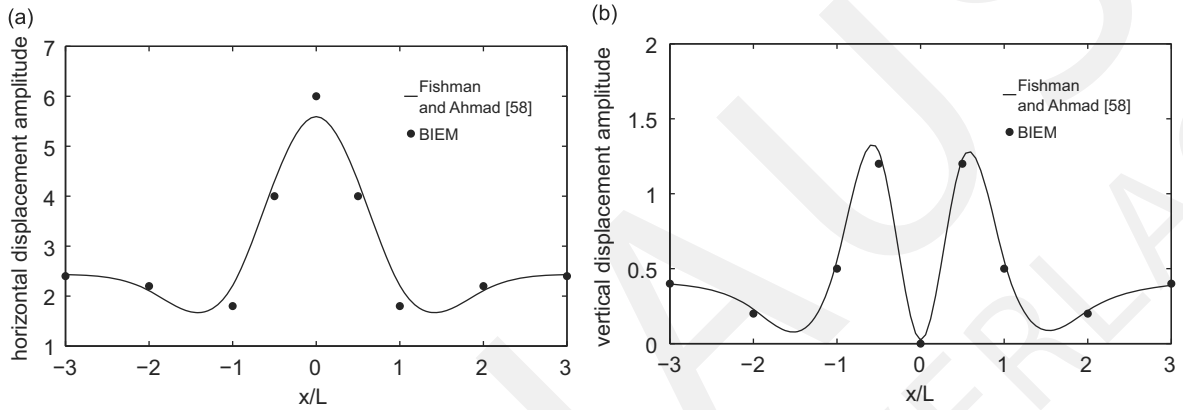 (a)
horizontal displacement amplitude
7
6
5
4
3
2
1
Fishman
and Ahmad [58]
BIEM
−3 −2 −1 0 1 2 3
x/L
(b)
vertical displacement amplitude
2
1.5
1
0.5
0
Fishman
and Ahmad [58]
BIEM
−3 −2 −1 0 1 2 3
x/L